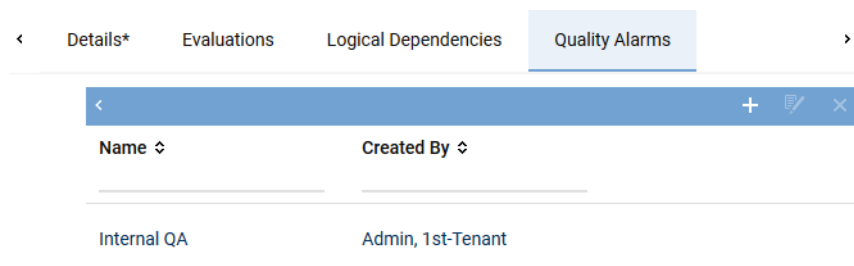 Details* Evaluations Logical Dependencies Quality Alarms
Name Created By
Internal QA Admin, 1st-Tenant